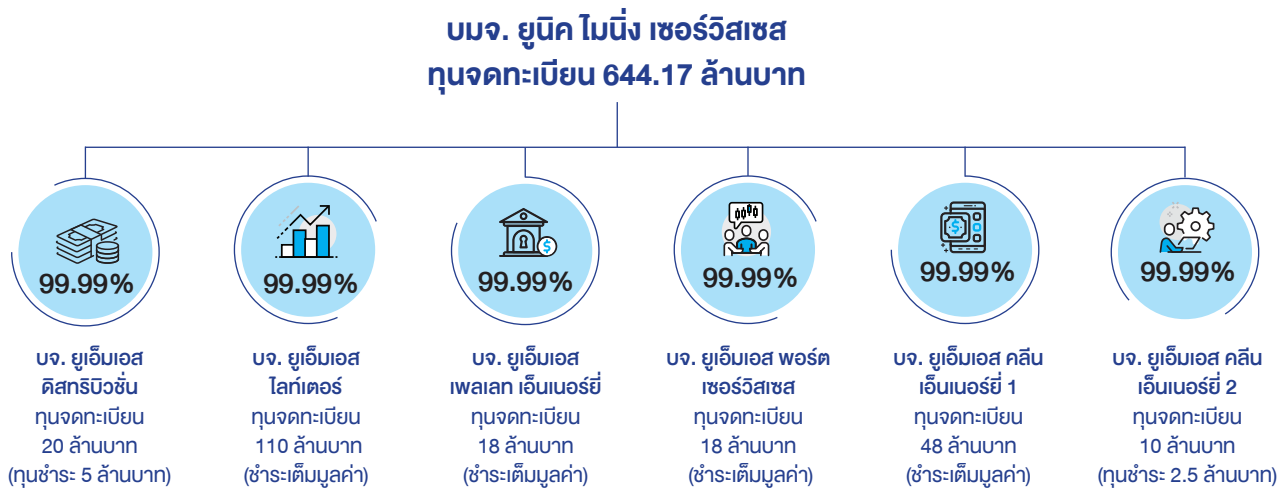 บมจ. ยูนิค ไมนิ่ง เซอร์วิสเซส
ทุนจดทะเบียน 644.17 ล้านบาท
99.99%
บจ. ยูเอ็มเอส
ดิสทริบิวชั่น
ทุนจดทะเบียน
20 ล้านบาท
(ทุนชำระ 5 ล้านบาท)
99.99%
บจ. ยูเอ็มเอส
ไลท์เตอร์
ทุนจดทะเบียน
110 ล้านบาท
(ชำระเต็มมูลค่า)
99.99%
บจ. ยูเอ็มเอส
เพลเลท เอ็นเนอร์ยี่
ทุนจดทะเบียน
18 ล้านบาท
(ชำระเต็มมูลค่า)
99.99%
บจ. ยูเอ็มเอส พอร์ต
เซอร์วิสเซส
ทุนจดทะเบียน
18 ล้านบาท
(ชำระเต็มมูลค่า)
99.99%
บจ. ยูเอ็มเอส คลีน
เอ็นเนอร์ยี่ 1
ทุนจดทะเบียน
48 ล้านบาท
(ชำระเต็มมูลค่า)
99.99%
บจ. ยูเอ็มเอส คลีน
เอ็นเนอร์ยี่ 2
ทุนจดทะเบียน
10 ล้านบาท
(ทุนชำระ 2.5 ล้านบาท)